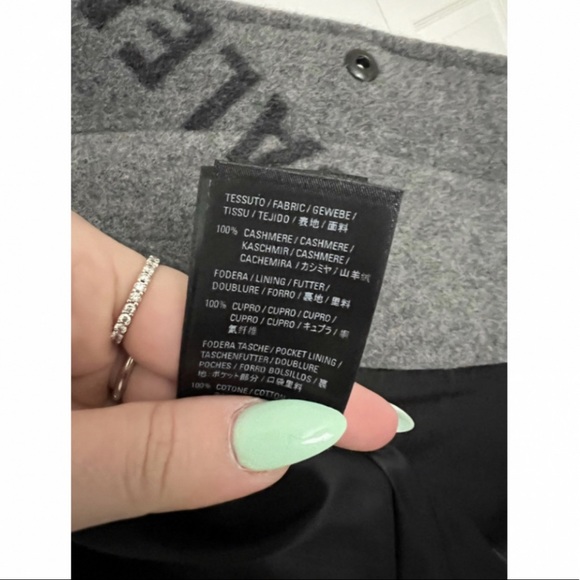 ALE
TESSUTO / FABRIC / GEWEBE /
TISSU / TEJIDO / 表地 / 面料
100% CASHMERE / CASHMERE /
KASCHMIR / CASHMERE /
CACHEMIRA / カシミヤ / 山羊绒
FODERA / LINING / FUTTER /
DOUBLURE / FORRO / 裏地 / 里料
100% CUPRO / CUPRO / CUPRO /
CUPRO / CUPRO / キュプラ /
氨纤维
FODERA TASCHE / POCKET LINING /
TASCHENFUTTER / DOUBLURE
POCHES / FORRO BOLSILLOS / 裏
地: ポケット部分 / 口袋里料
100% COTONE / COTTON